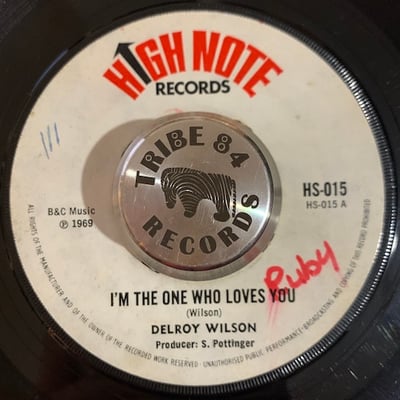 HIGH NOTE
RECORDS
TRIBE 84
RECORDS
B&C Music
℗ 1969
HS-015
HS-015 A
I'M THE ONE WHO LOVES YOU
Ruby
(Wilson)
DELROY WILSON
Producer: S. Pottinger
ALL RIGHTS OF THE MANUFACTURER AND OF THE OWNER OF THE RECORDED WORK RESERVED · UNAUTHORISED PUBLIC PERFORMANCE · BROADCASTING AND COPYING OF THIS RECORD PROHIBITED